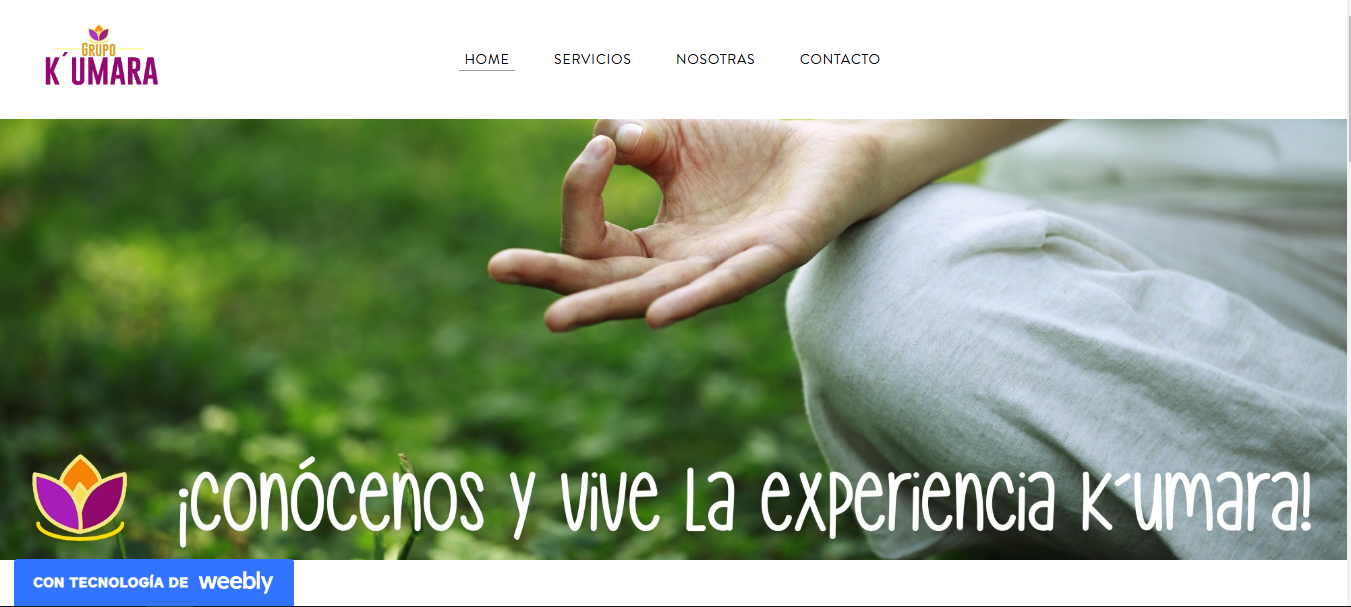 GRUPO
K´UMARA
HOME SERVICIOS NOSOTRAS CONTACTO
¡conócenos y vive la experiencia k´umara!
CON TECNOLOGÍA DE weebly